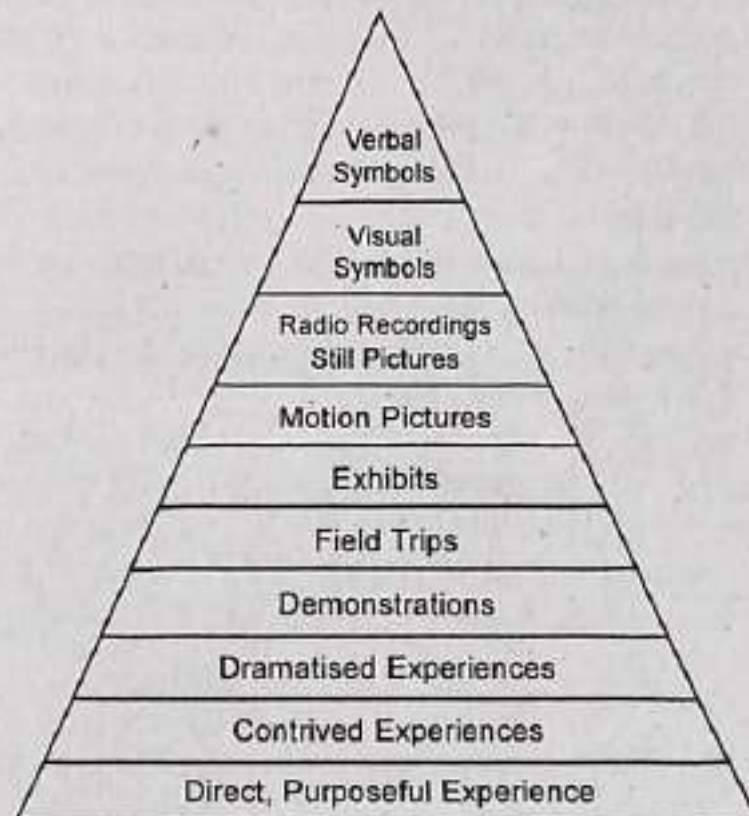 Verbal
Symbols
Visual
Symbols
Radio Recordings
Still Pictures
Motion Pictures
Exhibits
Field Trips
Demonstrations
Dramatised Experiences
Contrived Experiences
Direct, Purposeful Experience